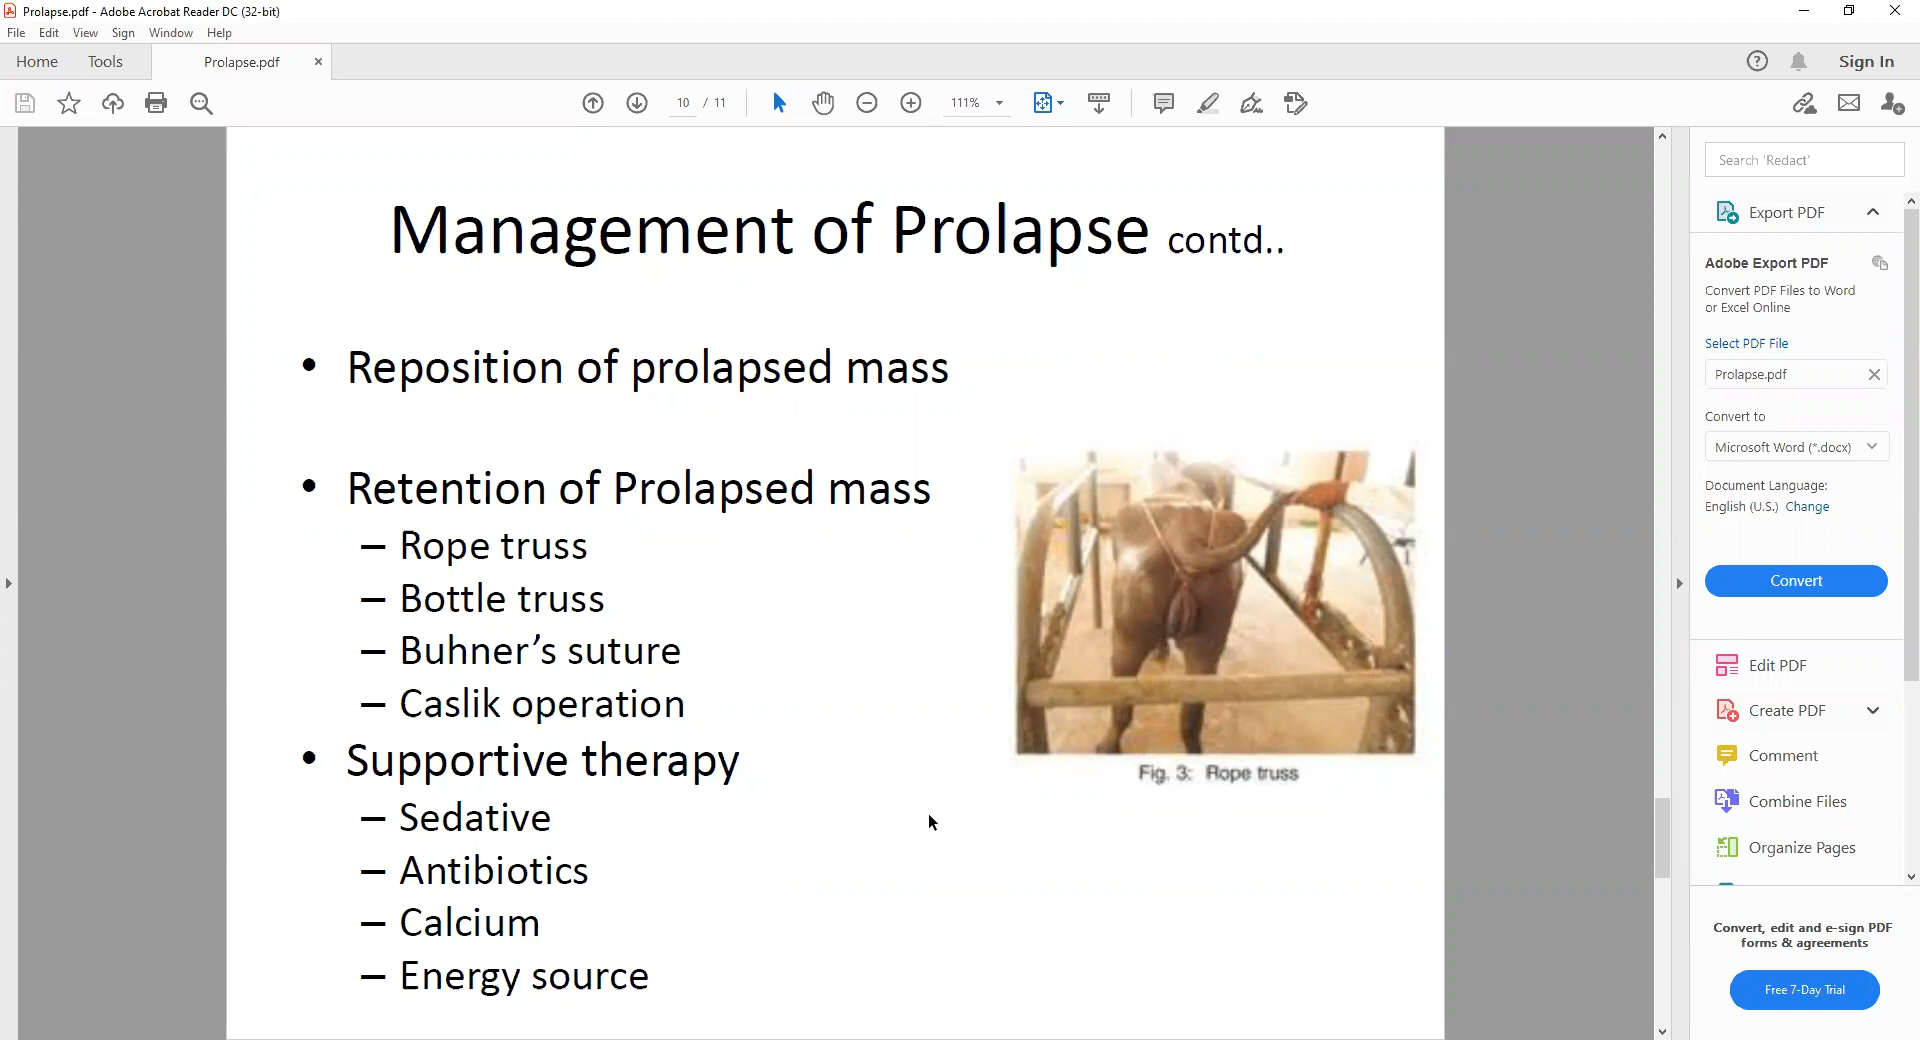 Prolapse.pdf - Adobe Acrobat Reader DC (32-bit)
File Edit View Sign Window Help
Home Tools Prolapse.pdf Sign In
10 / 11 111%
Management of Prolapse contd..
• Reposition of prolapsed mass
• Retention of Prolapsed mass
– Rope truss
– Bottle truss
– Buhner’s suture
– Caslik operation
• Supportive therapy
– Sedative
– Antibiotics
– Calcium
– Energy source
Fig. 3: Rope truss
Search 'Redact'
Export PDF
Adobe Export PDF
Convert PDF Files to Word
or Excel Online
Select PDF File
Prolapse.pdf
Convert to
Microsoft Word (*.docx)
Document Language:
English (U.S.) Change
Convert
Edit PDF
Create PDF
Comment
Combine Files
Organize Pages
Convert, edit and e-sign PDF
forms & agreements
Free 7-Day Trial